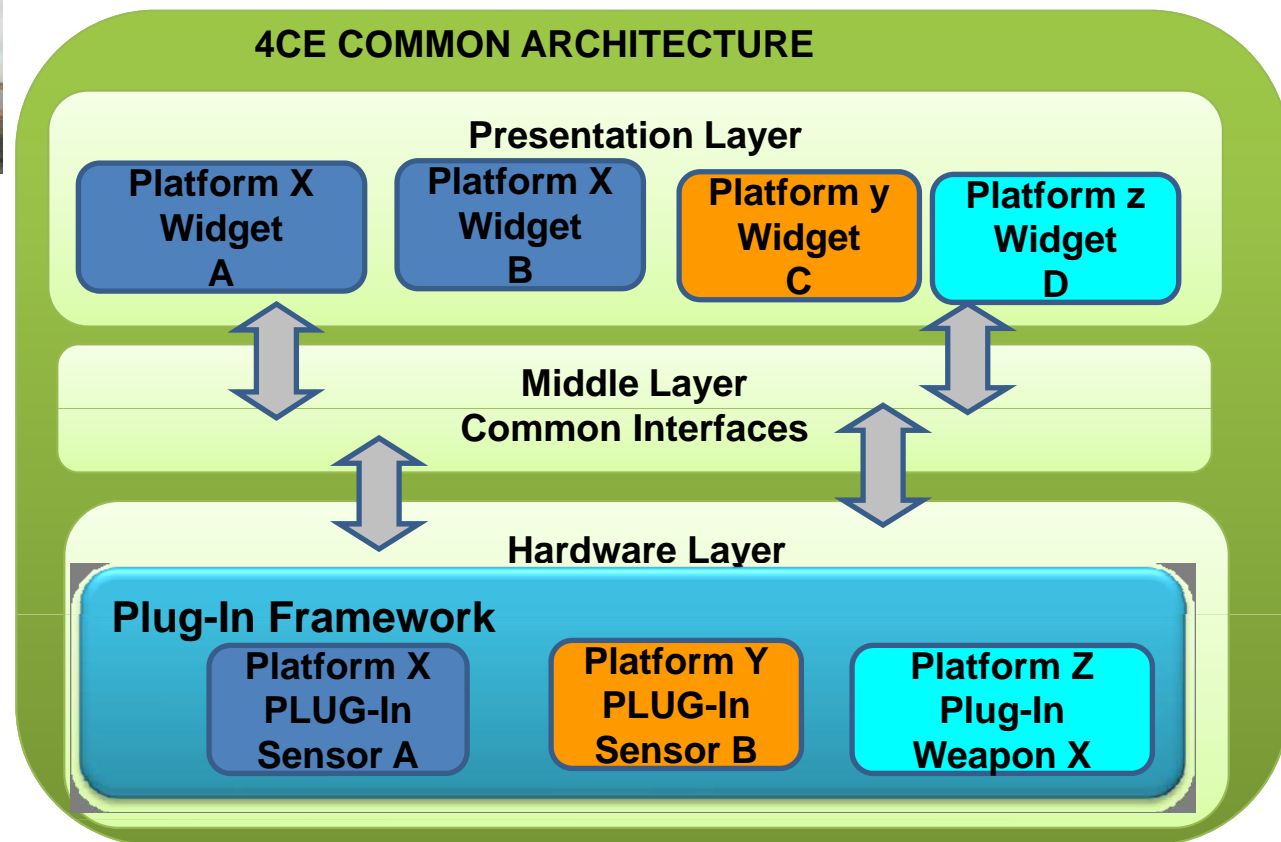 4CE COMMON ARCHITECTURE
Presentation Layer
Platform X
Widget
A
Platform X
Widget
B
Platform y
Widget
C
Platform z
Widget
D
Middle Layer
Common Interfaces
Hardware Layer
Plug-In Framework
Platform X
PLUG-In
Sensor A
Platform Y
PLUG-In
Sensor B
Platform Z
Plug-In
Weapon X